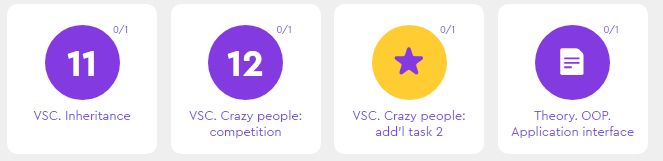 0/1
11
VSC. Inheritance
0/1
12
VSC. Crazy people:
competition
0/1
VSC. Crazy people:
add'l task 2
0/1
Theory. OOP.
Application interface